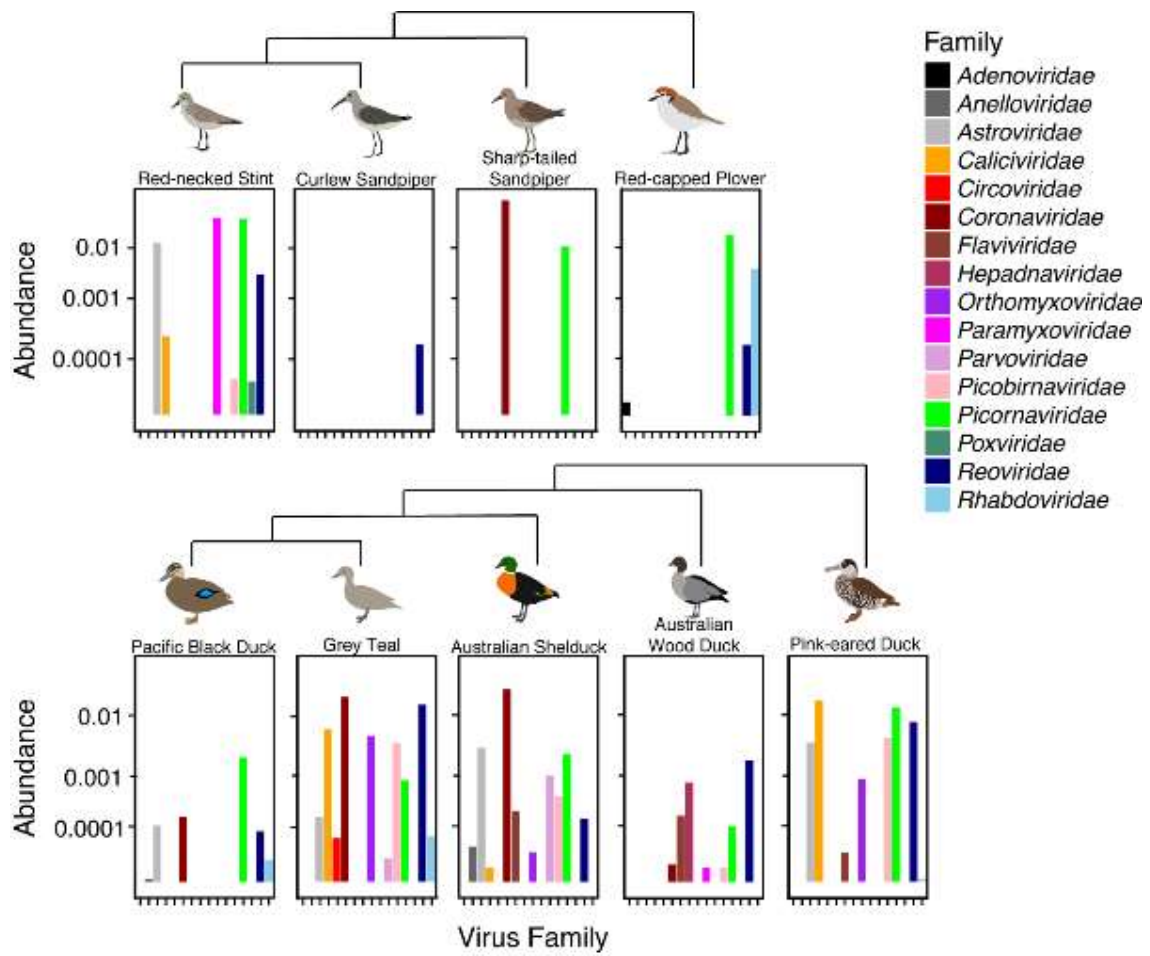 Family
Adenoviridae
Anelloviridae
Astroviridae
Caliciviridae
Circoviridae
Coronaviridae
Flaviviridae
Hepadnaviridae
Orthomyxoviridae
Paramyxoviridae
Parvoviridae
Picobirnaviridae
Picornaviridae
Poxviridae
Reoviridae
Rhabdoviridae
Red-necked Stint
Curlew Sandpiper
Sharp-tailed
Sandpiper
Red-capped Plover
Abundance
0.01
0.001
0.0001
Pacific Black Duck
Grey Teal
Australian Shelduck
Australian
Wood Duck
Pink-eared Duck
Abundance
0.01
0.001
0.0001
Virus Family